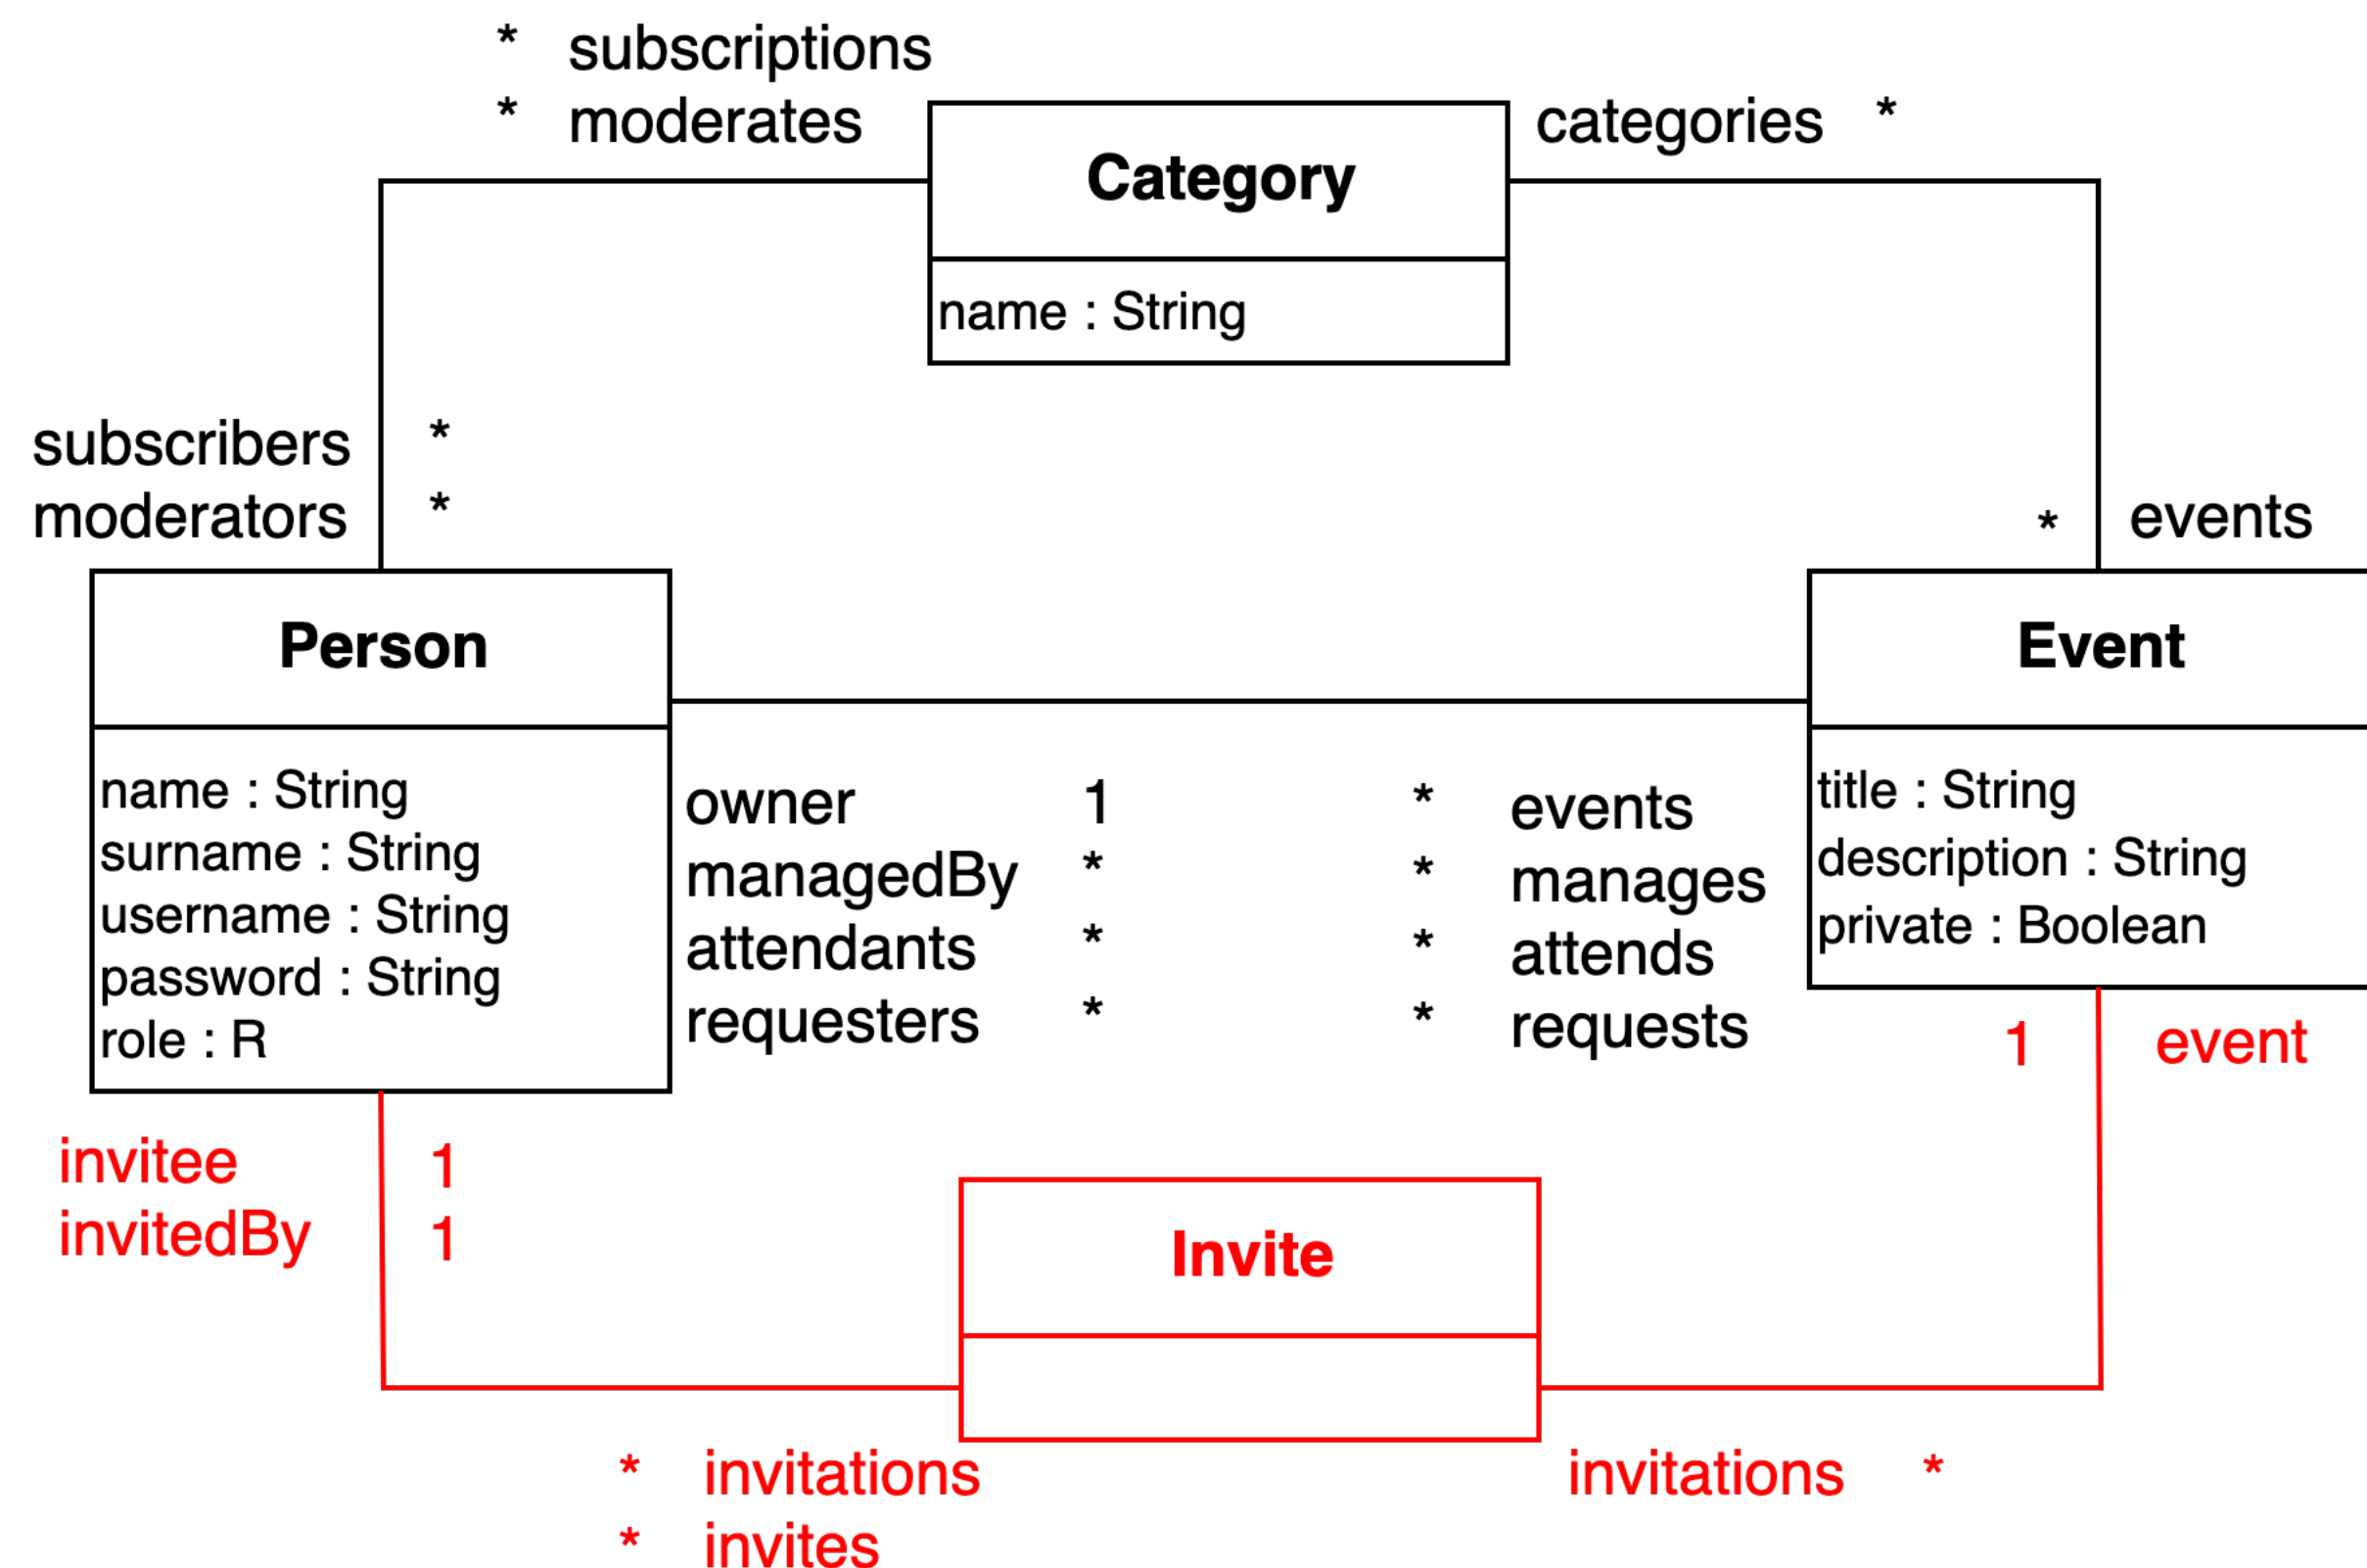 * subscriptions
* moderates
categories *
Category
name : String
subscribers *
moderators *
* events
Person
Event
name : String
surname : String
username : String
password : String
role : R
owner 1 * events
managedBy * * manages
attendants * * attends
requesters * * requests
title : String
description : String
private : Boolean
1 event
invitee 1
invitedBy 1
Invite
* invitations
* invites
invitations *